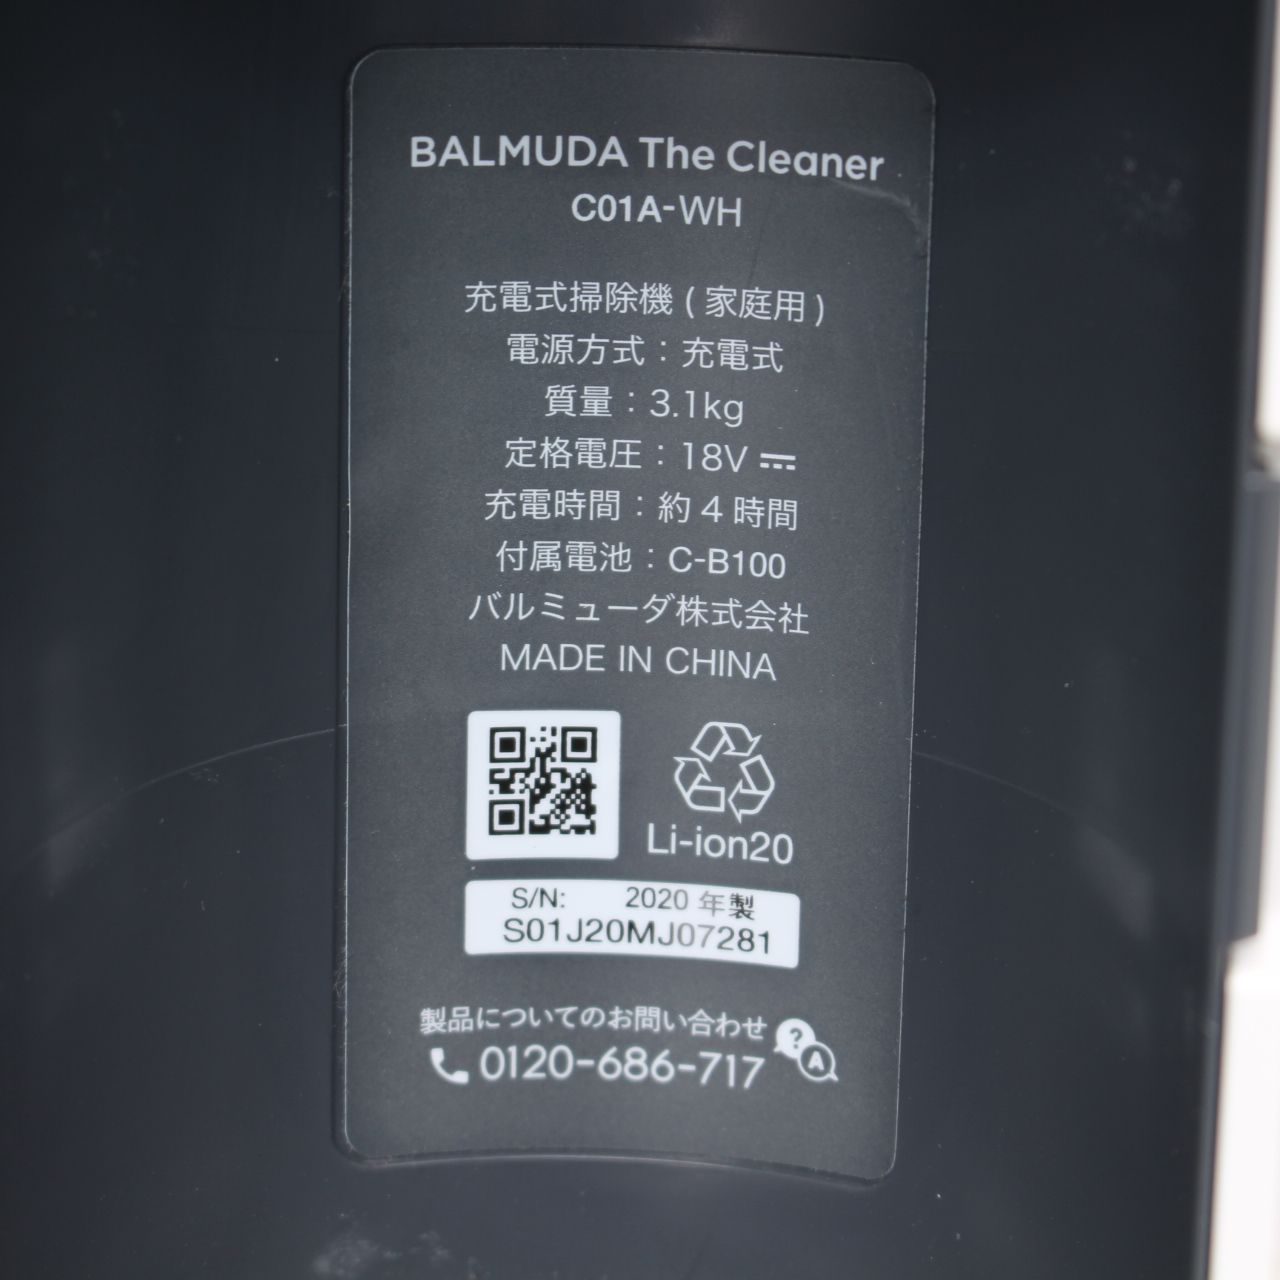 BALMUDA The Cleaner
C01A-WH
充電式掃除機 (家庭用)
電源方式：充電式
質量：3.1kg
定格電圧：18V
充電時間：約 4 時間
付属電池：C-B100
バルミューダ株式会社
MADE IN CHINA
Li-ion20
S/N: 2020 年製
S01J20MJ07281
製品についてのお問い合わせ
? A
0120-686-717